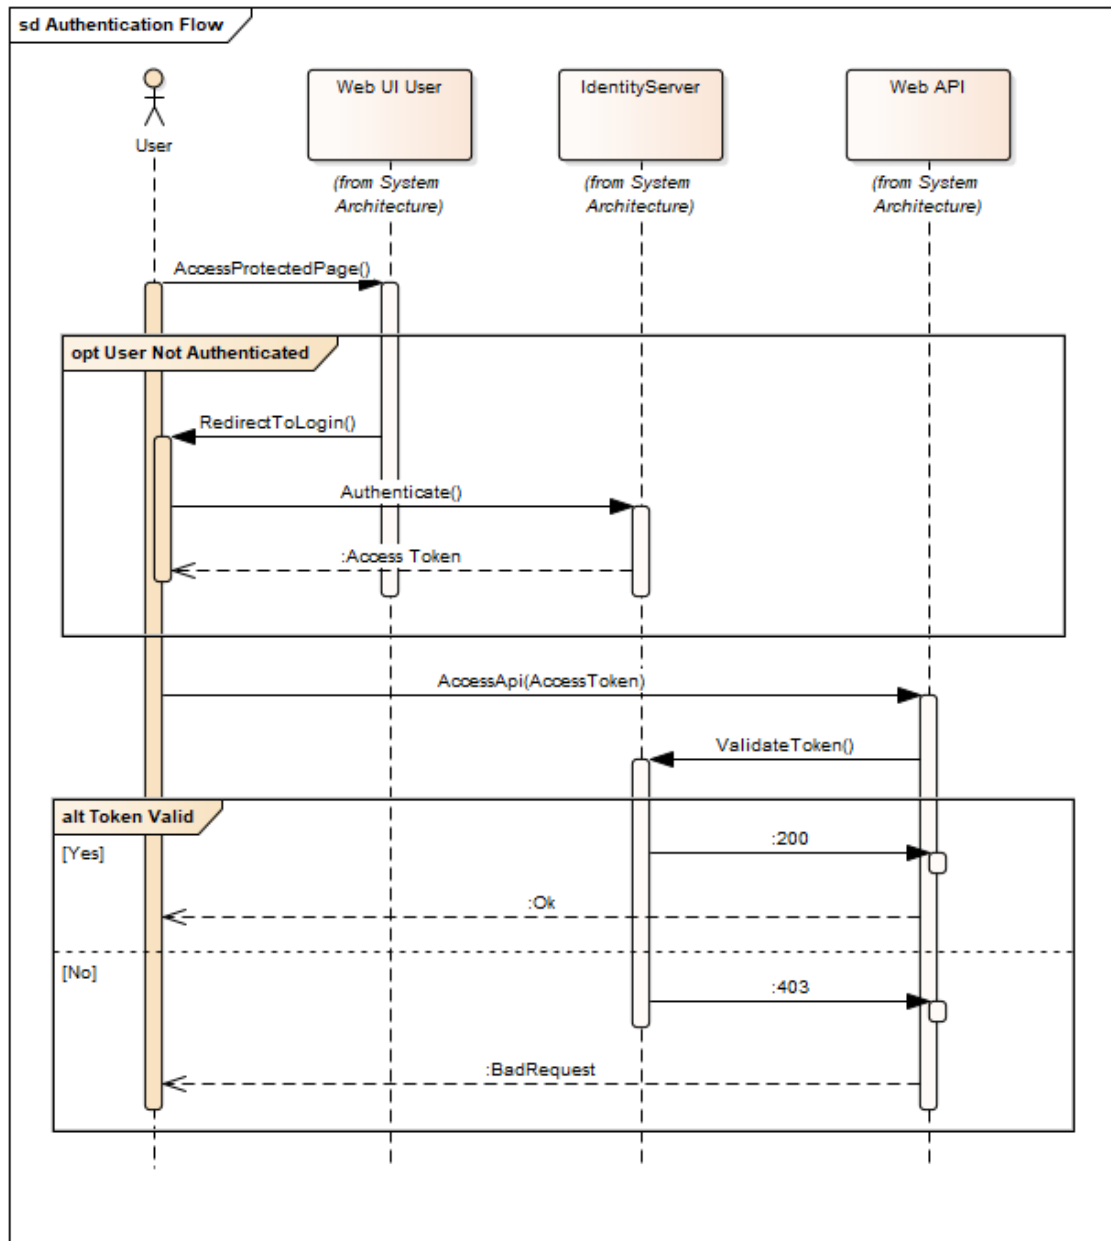 sd Authentication Flow
User
Web UI User
IdentityServer
Web API
(from System
Architecture)
(from System
Architecture)
(from System
Architecture)
AccessProtectedPage()
opt User Not Authenticated
RedirectToLogin()
Authenticate()
:Access Token
AccessApi(AccessToken)
ValidateToken()
alt Token Valid
[Yes]
:200
:Ok
[No]
:403
:BadRequest